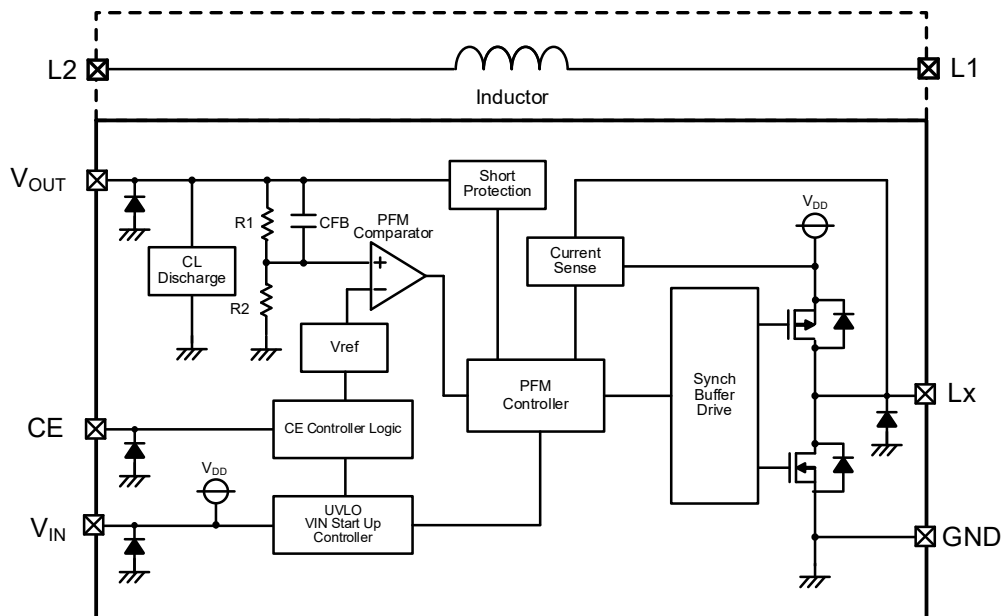 L2
L1
Inductor
VOUT
Short
Protection
VDD
R1
CFB
PFM
Comparator
CL
Discharge
Current
Sense
+
−
R2
Vref
PFM
Controller
Synch
Buffer
Drive
Lx
CE
CE Controller Logic
VDD
VIN
UVLO
VIN Start Up
Controller
GND